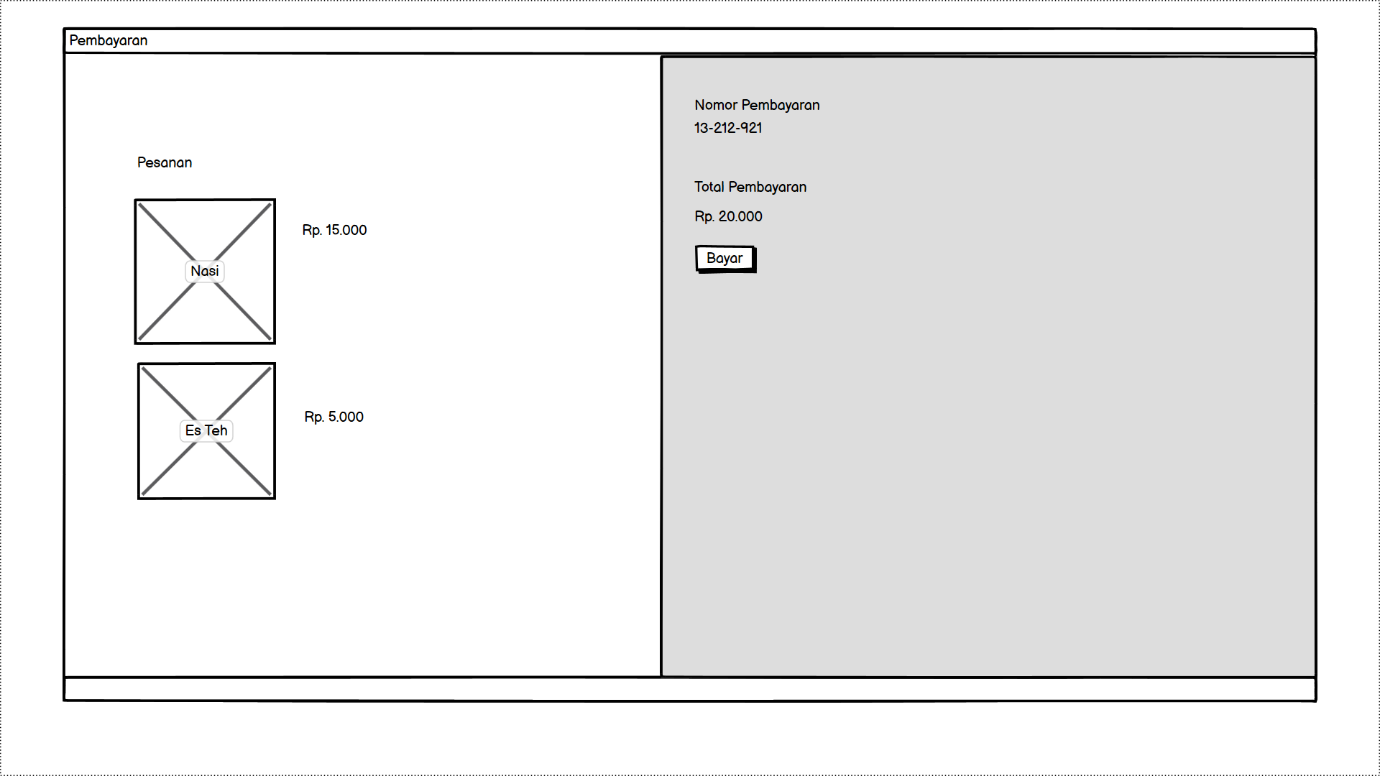 Pembayaran
Pesanan
Nasi
Rp. 15.000
Es Teh
Rp. 5.000
Nomor Pembayaran
13-212-921
Total Pembayaran
Rp. 20.000
Bayar